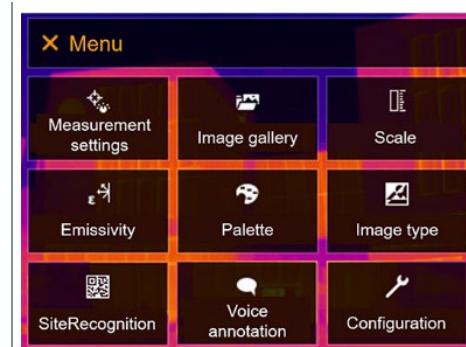 Menu
Measurement
settings
Image gallery
Scale
ε
Emissivity
Palette
Image type
SiteRecognition
Voice
annotation
Configuration